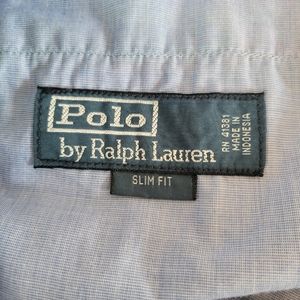 Polo
by Ralph Lauren
RN 41381
MADE IN
INDONESIA
SLIM FIT